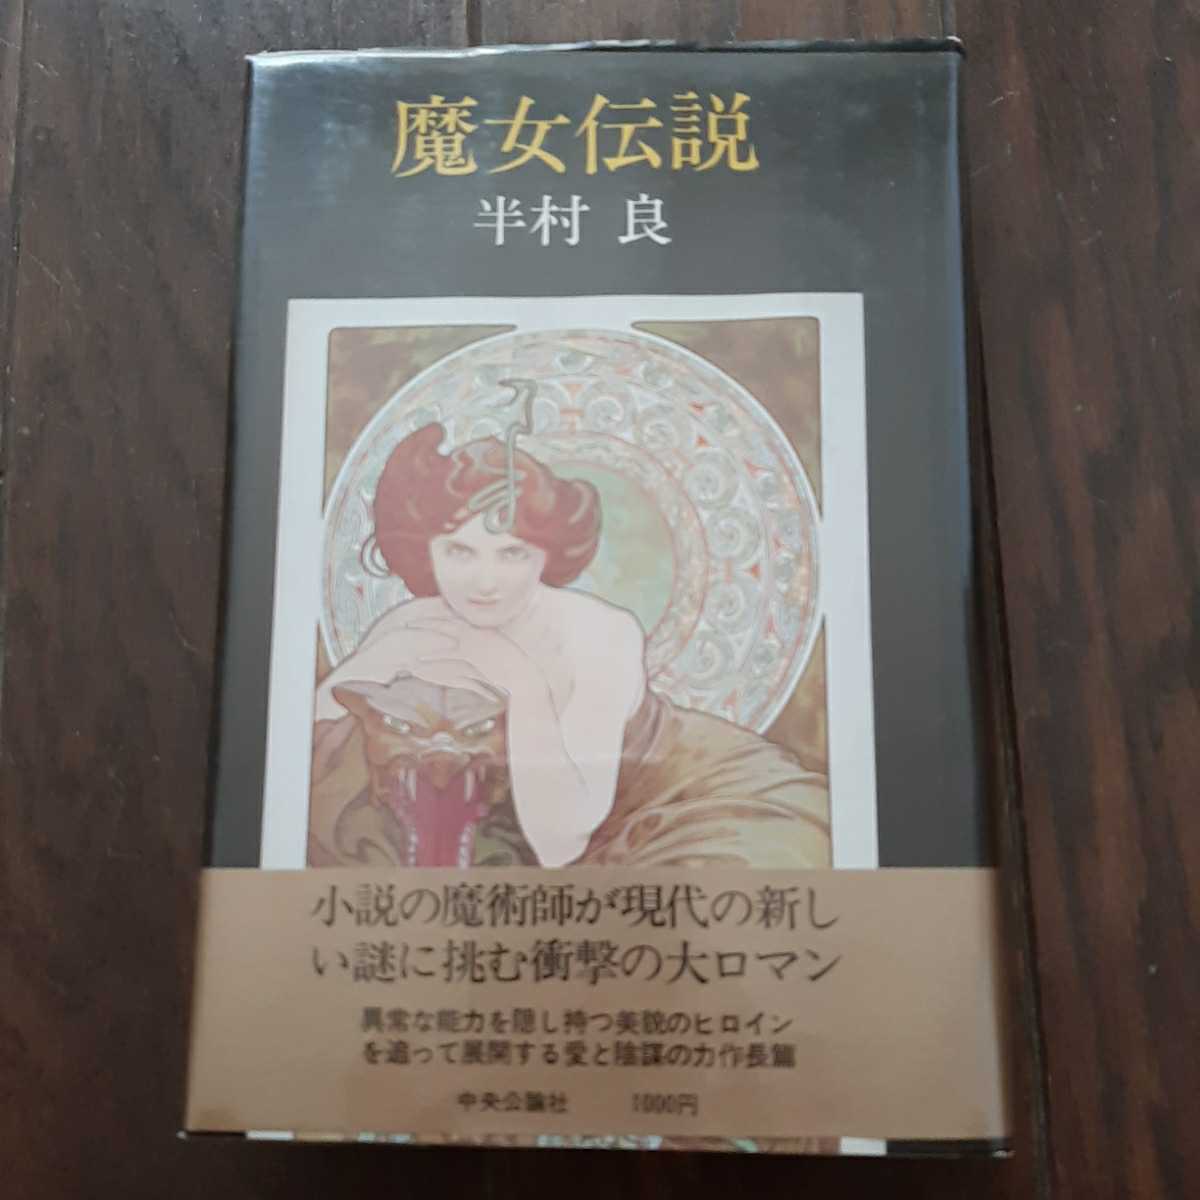 魔女伝説
半村 良
小説の魔術師が現代の新し
い謎に挑む衝撃の大ロマン
異常な能力を隠し持つ美貌のヒロイン
を追って展開する愛と陰謀の力作長篇
中央公論社 1000円